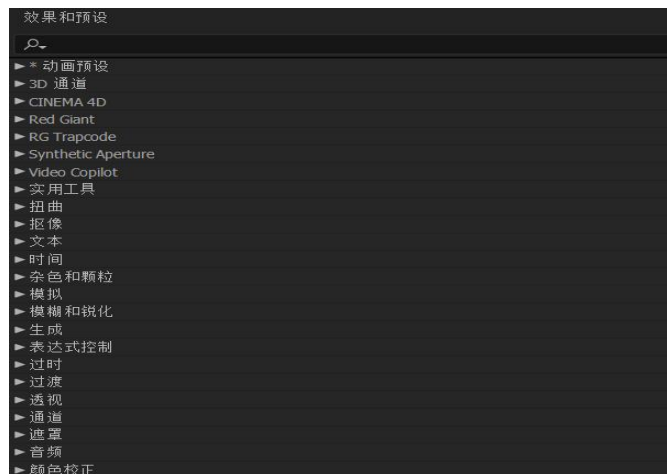 效果和预设
* 动画预设
3D 通道
CINEMA 4D
Red Giant
RG Trapcode
Synthetic Aperture
Video Copilot
实用工具
扭曲
抠像
文本
时间
杂色和颗粒
模拟
模糊和锐化
生成
表达式控制
过时
过渡
透视
通道
遮罩
音频
颜色校正